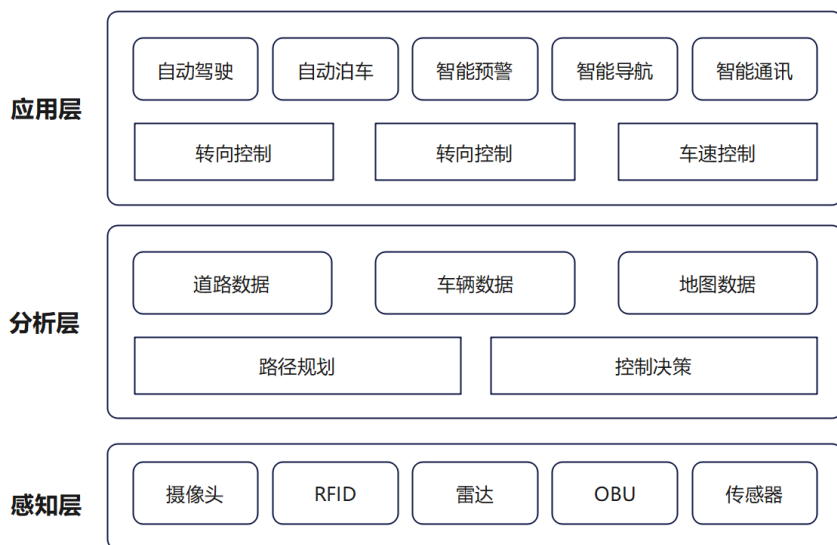 应用层
自动驾驶 自动泊车 智能预警 智能导航 智能通讯
转向控制 转向控制 车速控制
分析层
道路数据 车辆数据 地图数据
路径规划 控制决策
感知层
摄像头 RFID 雷达 OBU 传感器